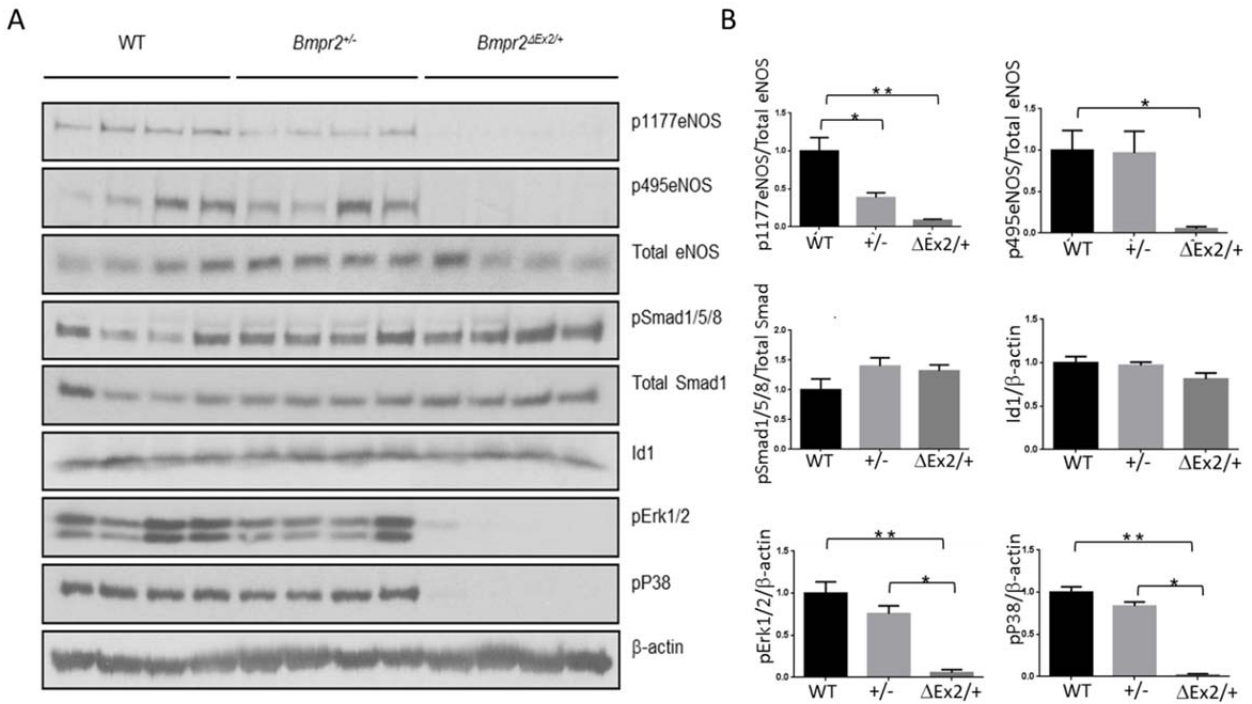 A
WT Bmpr2+/- Bmpr2ΔEx2/+
p1177eNOS
p495eNOS
Total eNOS
pSmad1/5/8
Total Smad1
Id1
pErk1/2
pP38
β-actin
B
p1177eNOS/Total eNOS
1.5
1.0
0.5
0.0
**
*
WT +/- ΔEx2/+
p495eNOS/Total eNOS
1.5
1.0
0.5
0.0
*
WT +/- ΔEx2/+
pSmad1/5/8/Total Smad
2.0
1.5
1.0
0.5
0.0
WT +/- ΔEx2/+
Id1/β-actin
1.5
1.0
0.5
0.0
WT +/- ΔEx2/+
pErk1/2/β-actin
1.5
1.0
0.5
0.0
**
*
WT +/- ΔEx2/+
pP38/β-actin
1.5
1.0
0.5
0.0
**
*
WT +/- ΔEx2/+